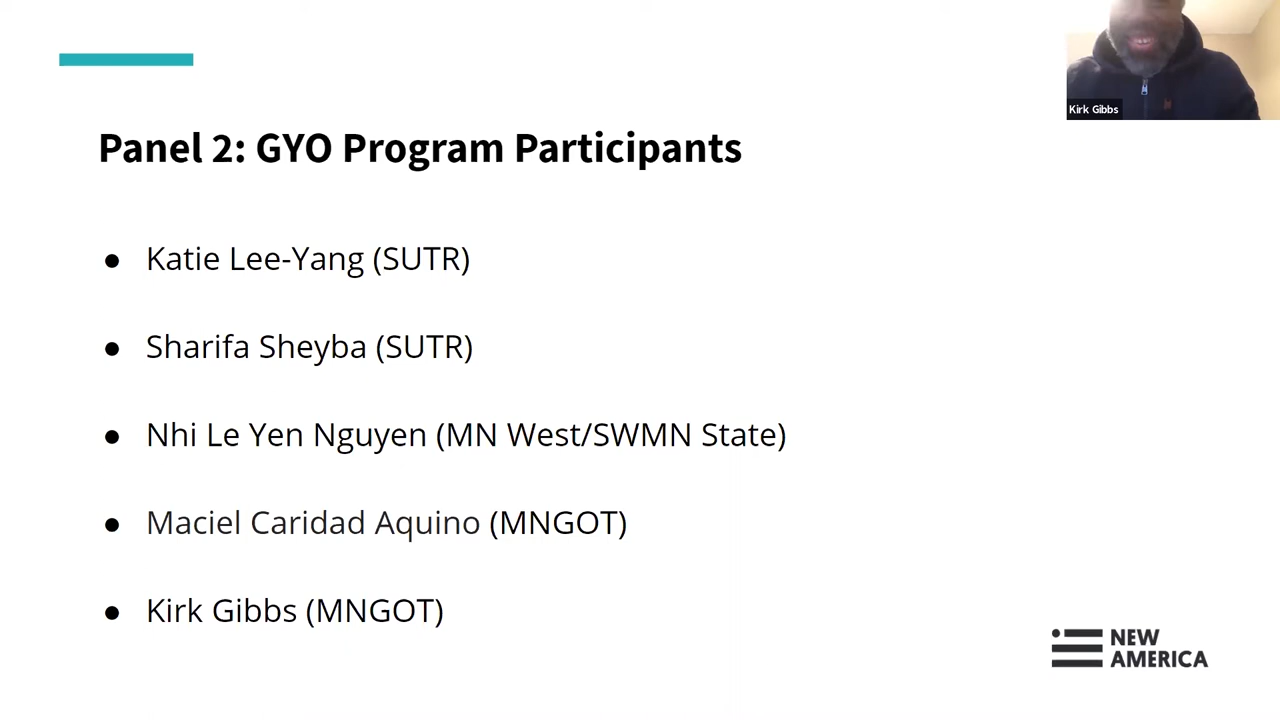 Kirk Gibbs
Panel 2: GYO Program Participants
● Katie Lee-Yang (SUTR)
● Sharifa Sheyba (SUTR)
● Nhi Le Yen Nguyen (MN West/SWMN State)
● Maciel Caridad Aquino (MNGOT)
● Kirk Gibbs (MNGOT)
NEW
AMERICA